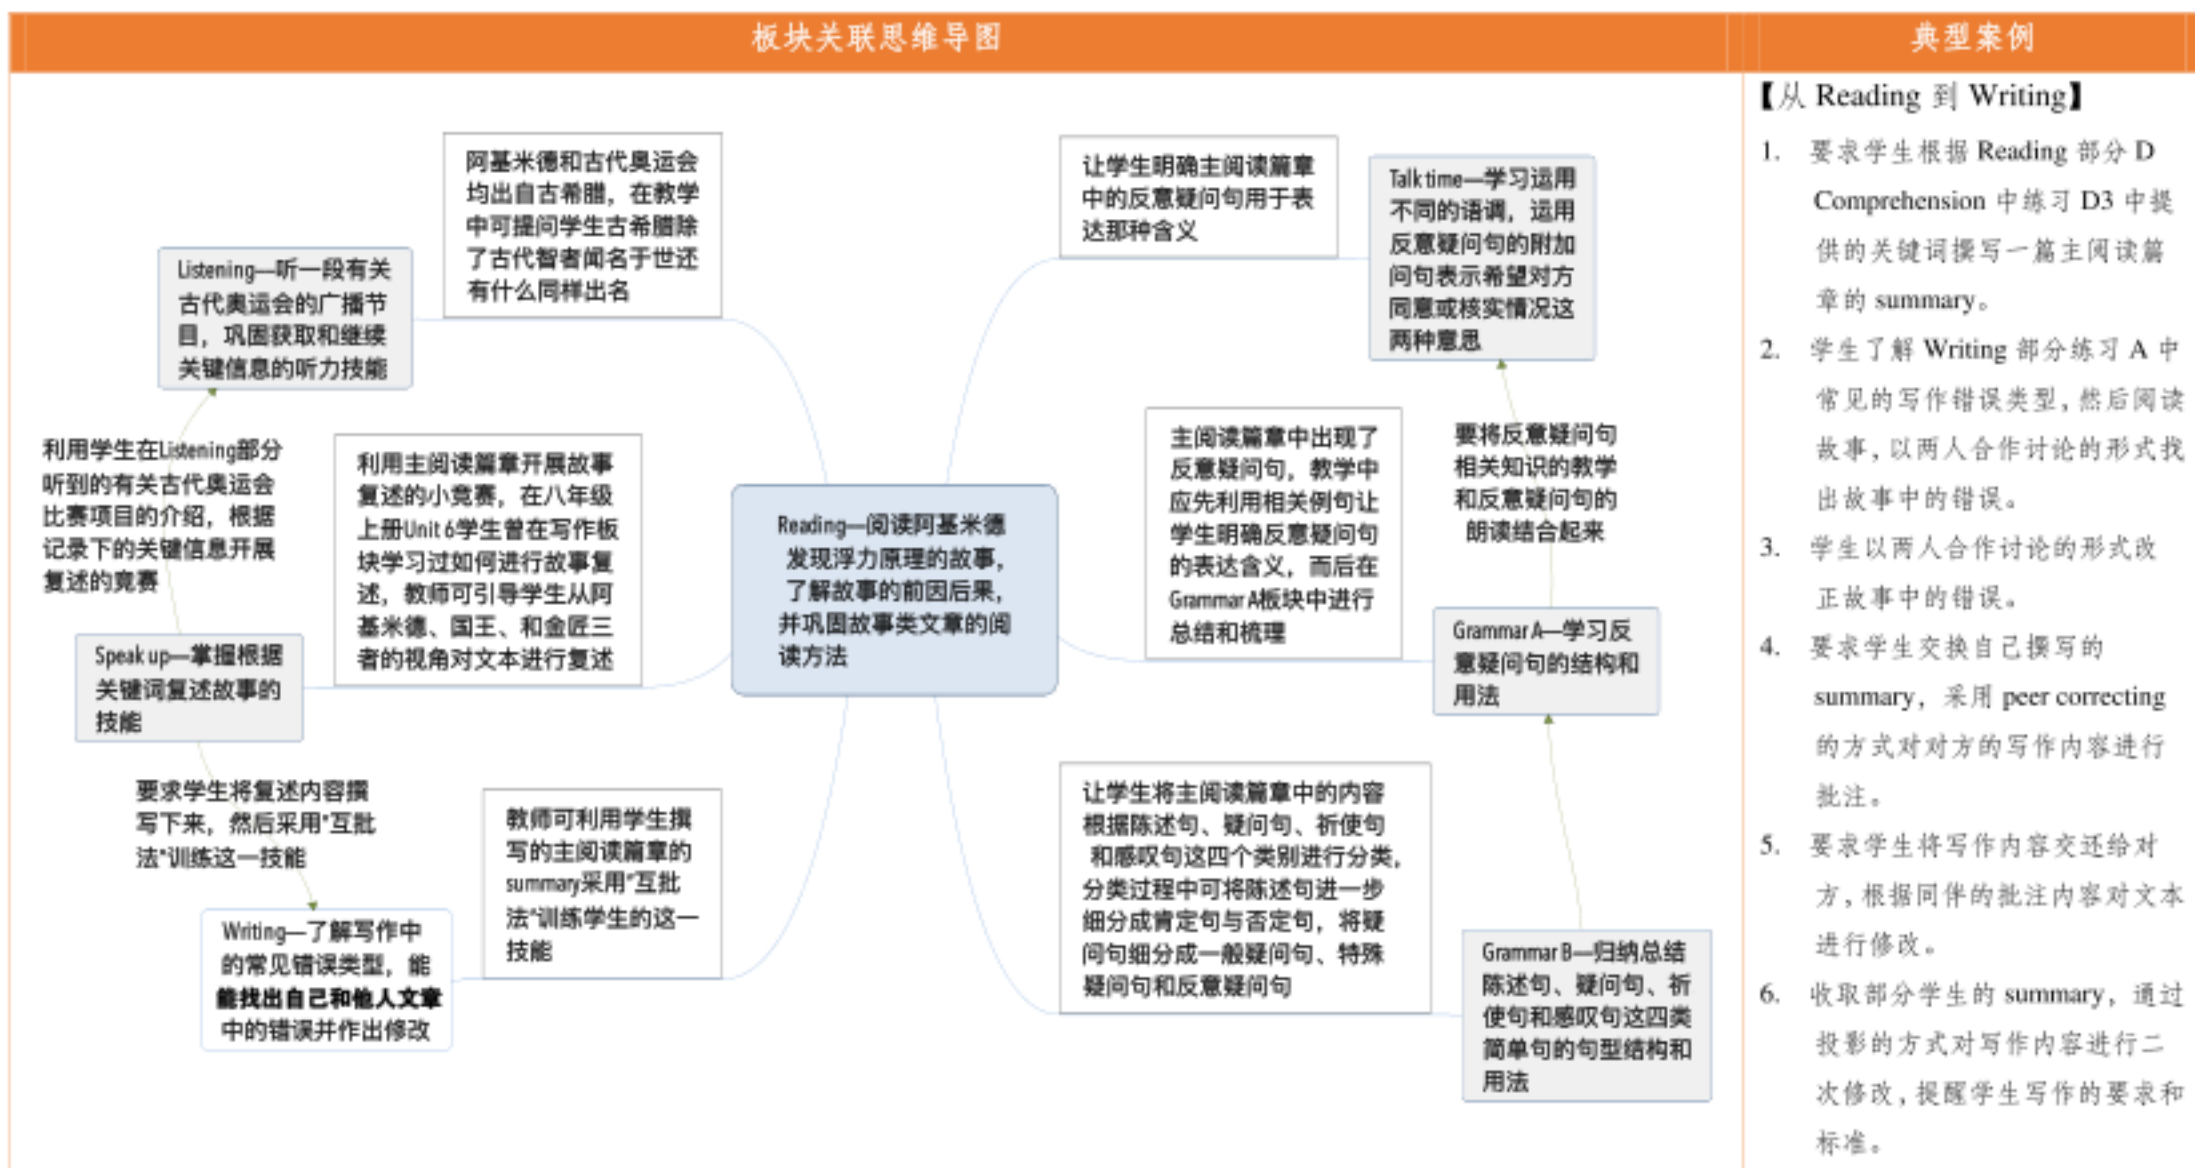 板块关联思维导图
典型案例
阿基米德和古代奥运会
均出自古希腊，在教学
中可提问学生古希腊除
了古代智者闻名于世还
有什么同样出名
Listening—听一段有关
古代奥运会的广播节
目，巩固获取和继续
关键信息的听力技能
利用学生在Listening部分
听到的有关古代奥运会
比赛项目的介绍，根据
记录下的关键信息开展
复述的竞赛
利用主阅读篇章开展故事
复述的小竞赛，在八年级
上册Unit 6学生曾在写作板
块学习过如何进行故事复
述，教师可引导学生从阿
基米德、国王、和金匠三
者的视角对文本进行复述
Speak up—掌握根据
关键词复述故事的
技能
要求学生将复述内容撰
写下来，然后采用"互批
法"训练这一技能
教师可利用学生撰
写的主阅读篇章的
summary采用"互批
法"训练学生的这一
技能
Writing—了解写作中
的常见错误类型，能
能找出自己和他人文章
中的错误并作出修改
Reading—阅读阿基米德
发现浮力原理的故事，
了解故事的前因后果，
并巩固故事类文章的阅
读方法
让学生明确主阅读篇章
中的反意疑问句用于表
达那种含义
Talk time—学习运用
不同的语调，运用
反意疑问句的附加
问句表示希望对方
同意或核实情况这
两种意思
主阅读篇章中出现了
反意疑问句，教学中
应先利用相关例句让
学生明确反意疑问句
的表达含义，而后在
Grammar A板块中进行
总结和梳理
要将反意疑问句
相关知识的教学
和反意疑问句的
朗读结合起来
Grammar A—学习反
意疑问句的结构和
用法
让学生将主阅读篇章中的内容
根据陈述句、疑问句、祈使句
和感叹句这四个类别进行分类，
分类过程中可将陈述句进一步
细分成肯定句与否定句，将疑
问句细分成一般疑问句、特殊
疑问句和反意疑问句
Grammar B—归纳总结
陈述句、疑问句、祈
使句和感叹句这四类
简单句的句型结构和
用法
【从 Reading 到 Writing】
1. 要求学生根据 Reading 部分 D
Comprehension 中练习 D3 中提
供的关键词撰写一篇主阅读篇
章的 summary。
2. 学生了解 Writing 部分练习 A 中
常见的写作错误类型，然后阅读
故事，以两人合作讨论的形式找
出故事中的错误。
3. 学生以两人合作讨论的形式改
正故事中的错误。
4. 要求学生交换自己撰写的
summary，采用 peer correcting
的方式对对方的写作内容进行
批注。
5. 要求学生将写作内容交还给对
方，根据同伴的批注内容对文本
进行修改。
6. 收取部分学生的 summary，通过
投影的方式对写作内容进行二
次修改，提醒学生写作的要求和
标准。